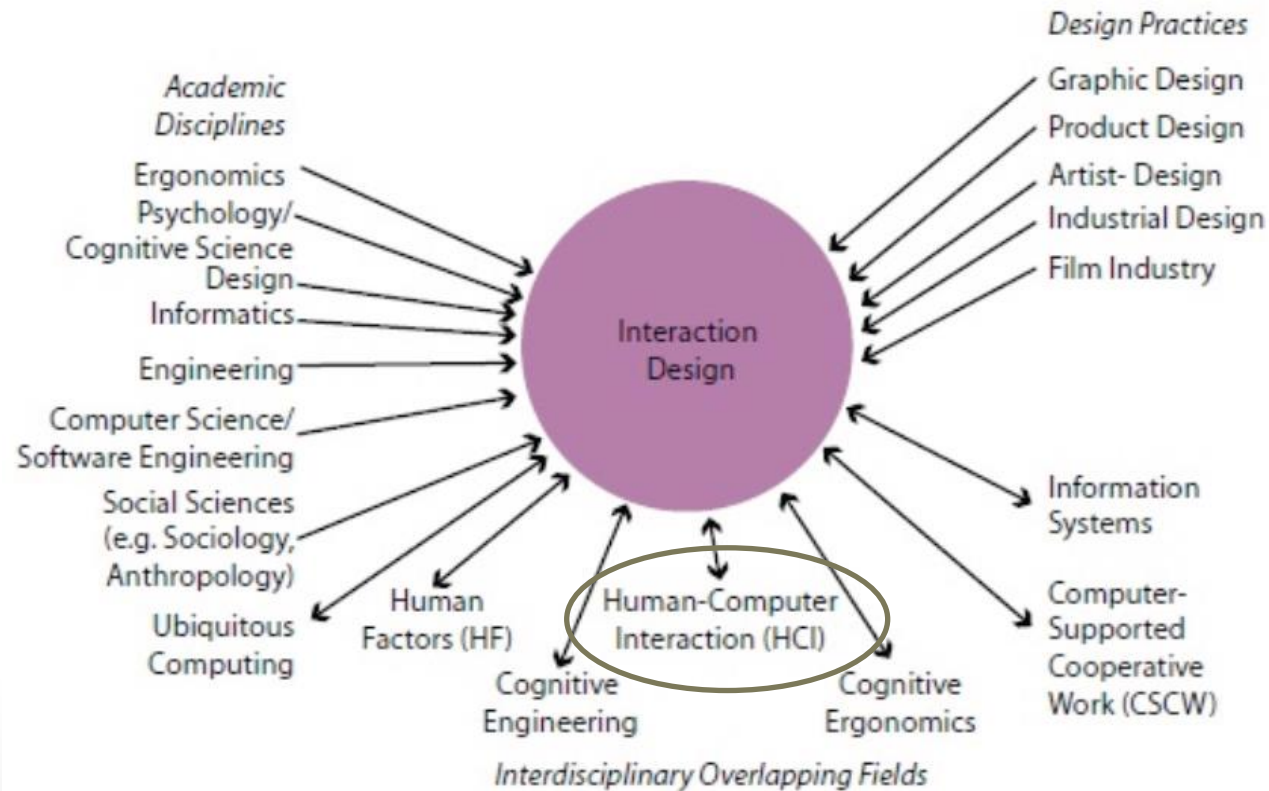 Academic
Disciplines
Ergonomics
Psychology/
Cognitive Science
Design
Informatics
Engineering
Computer Science/
Software Engineering
Social Sciences
(e.g. Sociology,
Anthropology)
Ubiquitous
Computing
Human
Factors (HF)
Cognitive
Engineering
Human-Computer
Interaction (HCI)
Cognitive
Ergonomics
Interdisciplinary Overlapping Fields
Interaction
Design
Design Practices
Graphic Design
Product Design
Artist- Design
Industrial Design
Film Industry
Information
Systems
Computer-
Supported
Cooperative
Work (CSCW)